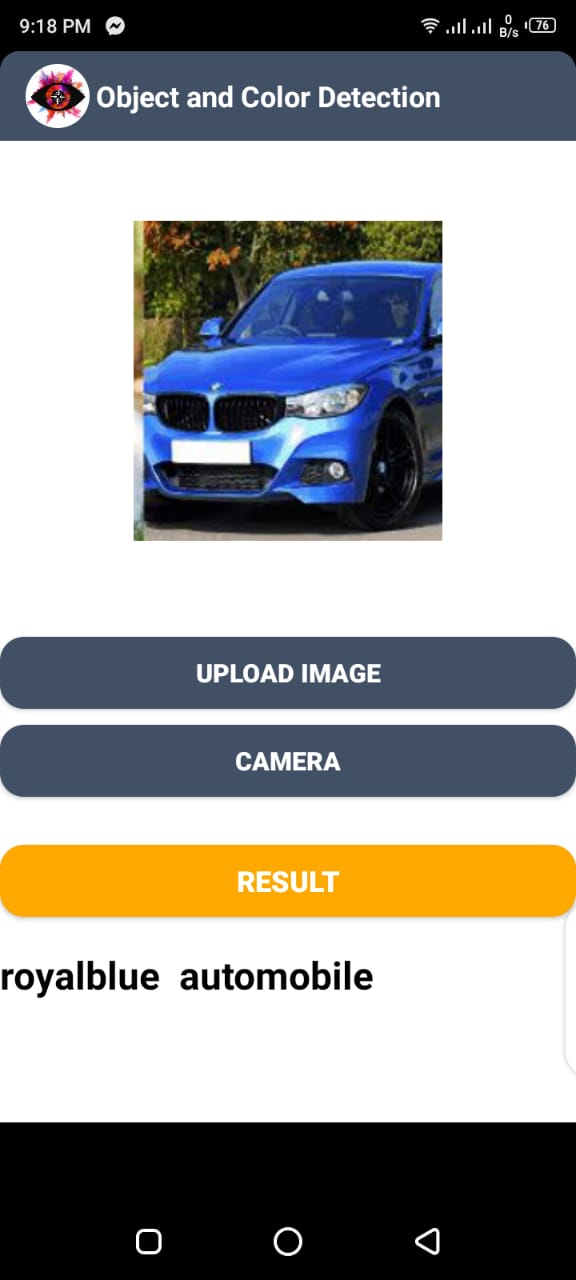 9:18 PM 0 B/s 76
Object and Color Detection
UPLOAD IMAGE
CAMERA
RESULT
royalblue automobile